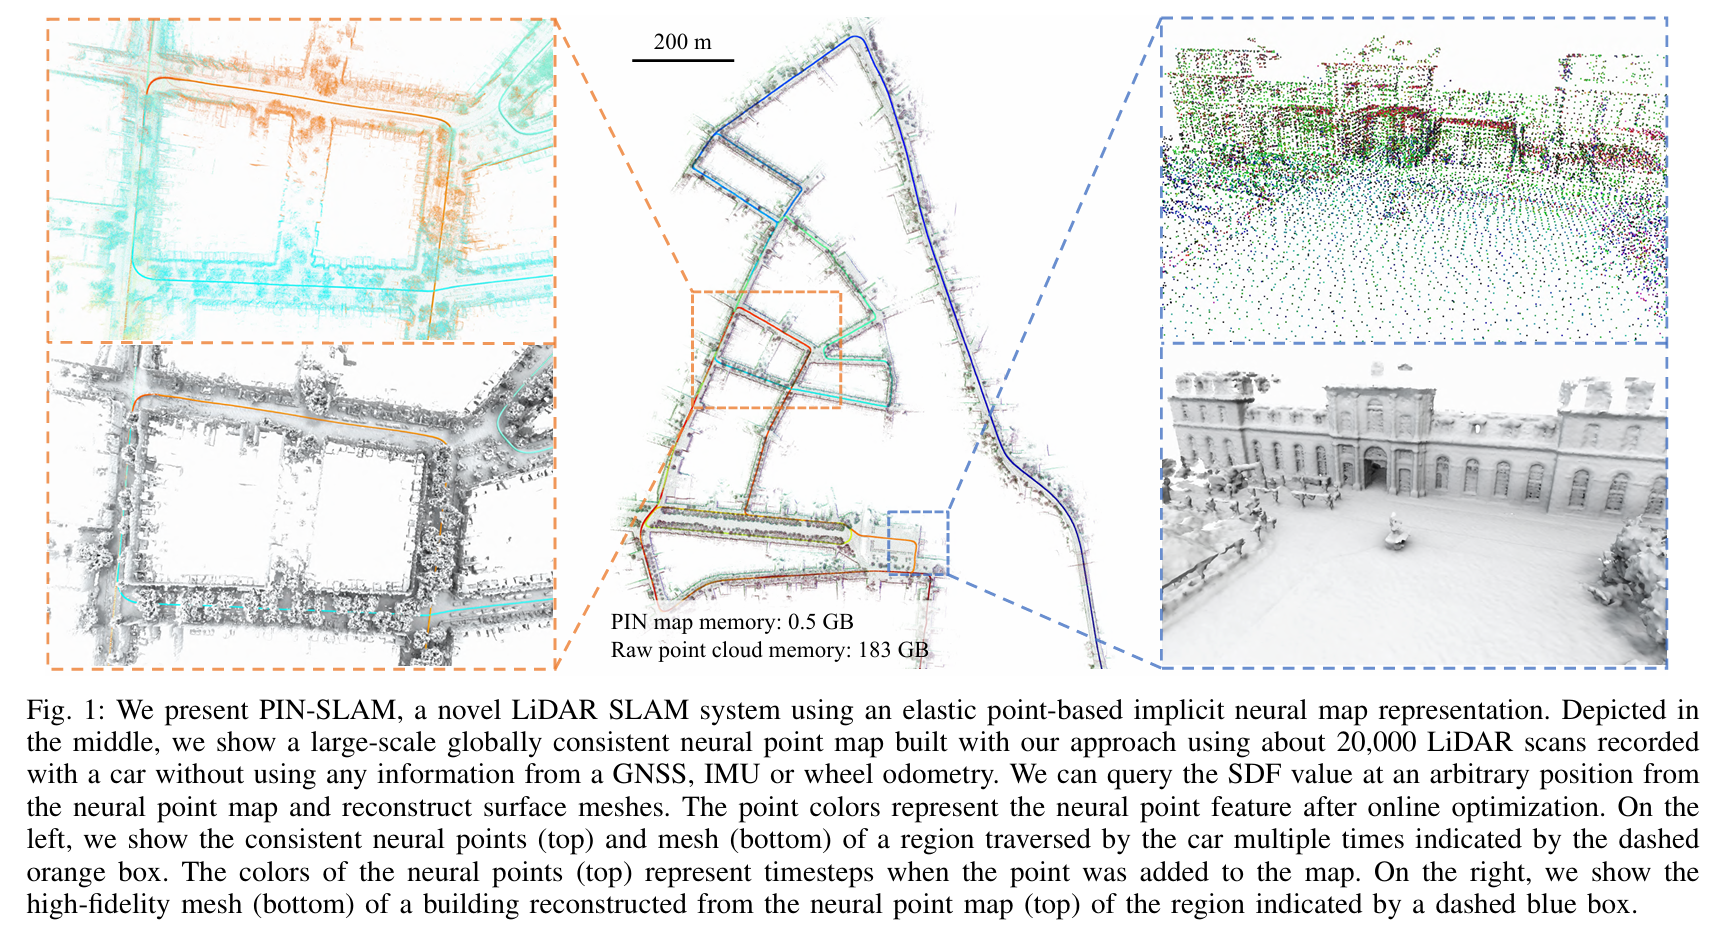 200 m
PIN map memory: 0.5 GB
Raw point cloud memory: 183 GB
Fig. 1: We present PIN-SLAM, a novel LiDAR SLAM system using an elastic point-based implicit neural map representation. Depicted in
the middle, we show a large-scale globally consistent neural point map built with our approach using about 20,000 LiDAR scans recorded
with a car without using any information from a GNSS, IMU or wheel odometry. We can query the SDF value at an arbitrary position from
the neural point map and reconstruct surface meshes. The point colors represent the neural point feature after online optimization. On the
left, we show the consistent neural points (top) and mesh (bottom) of a region traversed by the car multiple times indicated by the dashed
orange box. The colors of the neural points (top) represent timesteps when the point was added to the map. On the right, we show the
high-fidelity mesh (bottom) of a building reconstructed from the neural point map (top) of the region indicated by a dashed blue box.